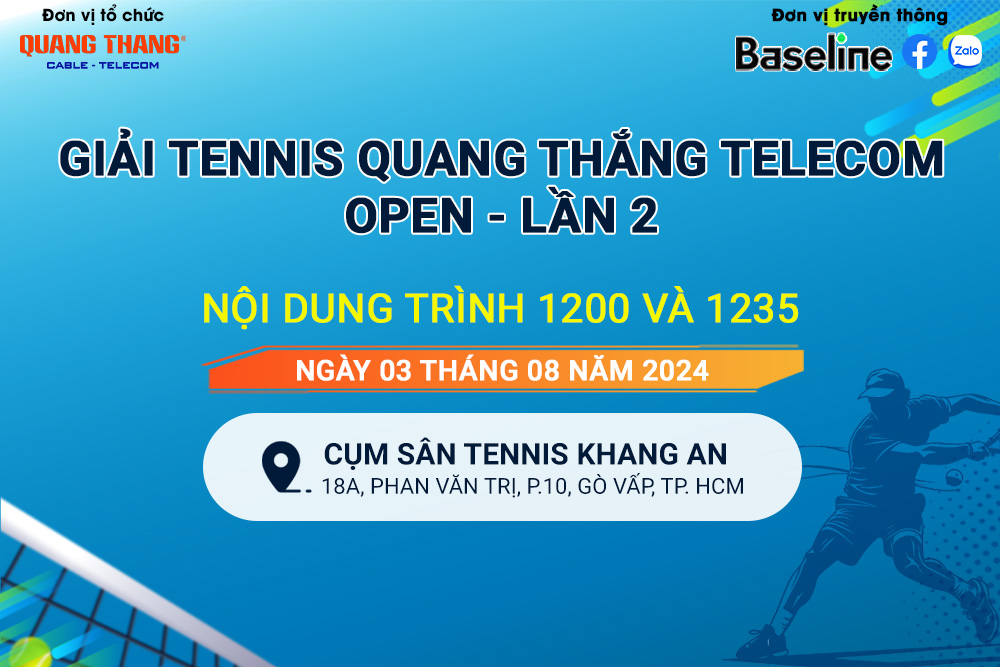 Đơn vị tổ chức
QUANG THANG®
CABLE - TELECOM
Đơn vị truyền thông
Baseline
f
Zalo
GIẢI TENNIS QUANG THẮNG TELECOM
OPEN - LẦN 2
NỘI DUNG TRÌNH 1200 VÀ 1235
NGÀY 03 THÁNG 08 NĂM 2024
CỤM SÂN TENNIS KHANG AN
18A, PHAN VĂN TRỊ, P.10, GÒ VẤP, TP. HCM